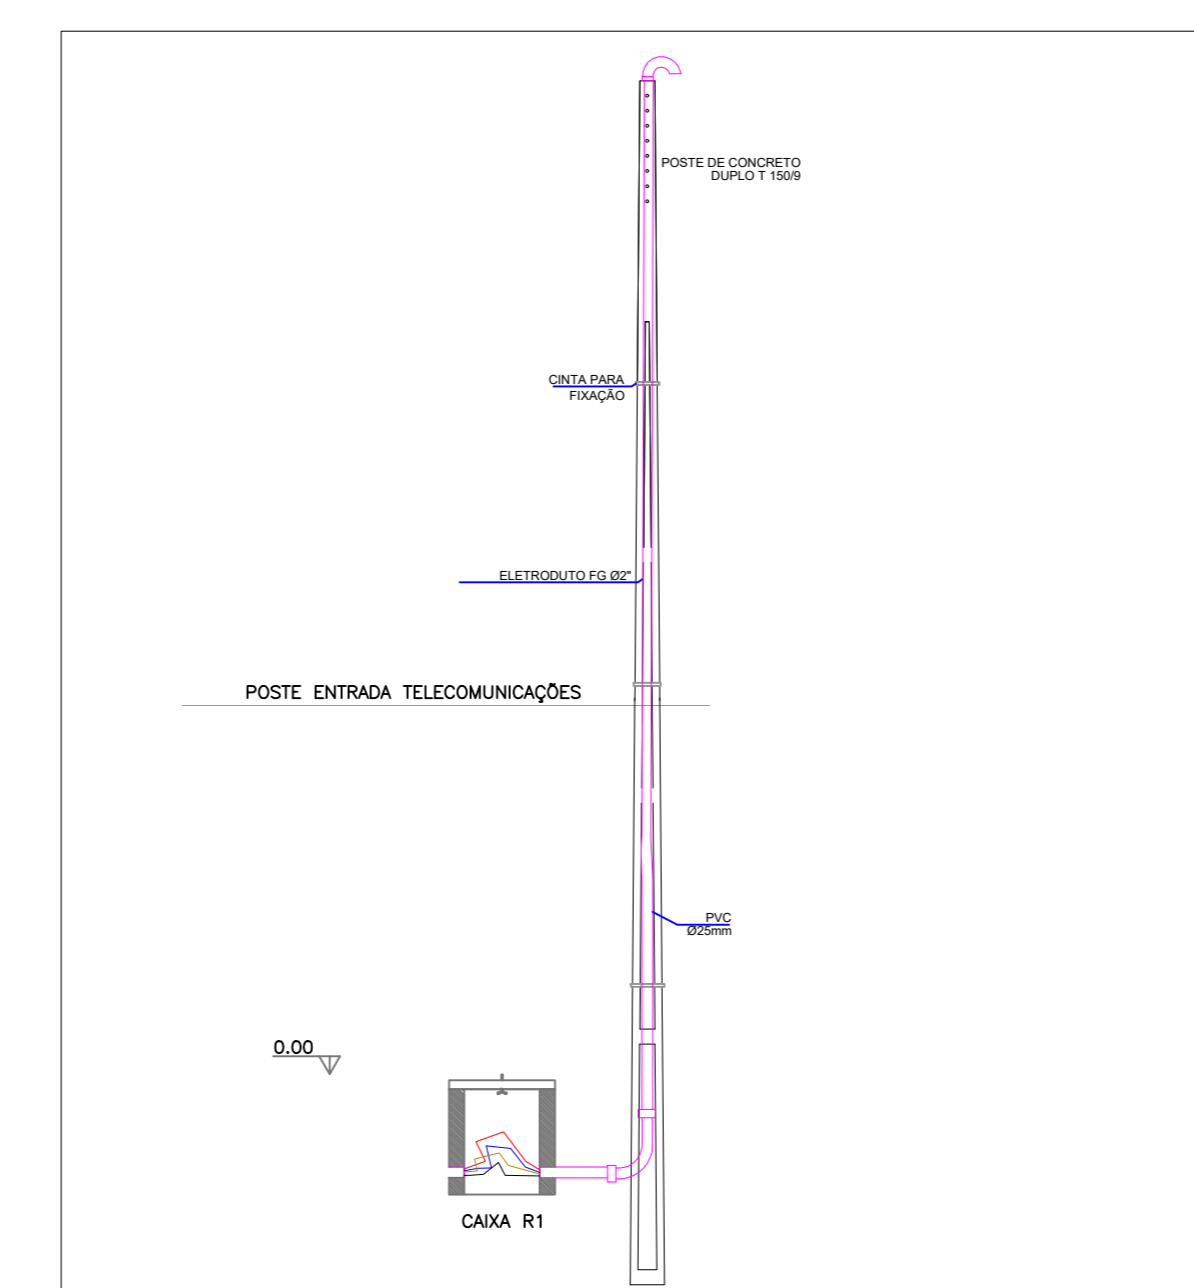 POSTE DE CONCRETO
DUPLO T 150/9
CINTA PARA
FIXAÇÃO
ELETRODUTO FG Ø2"
POSTE ENTRADA TELECOMUNICAÇÕES
PVC
Ø25mm
0.00
CAIXA R1